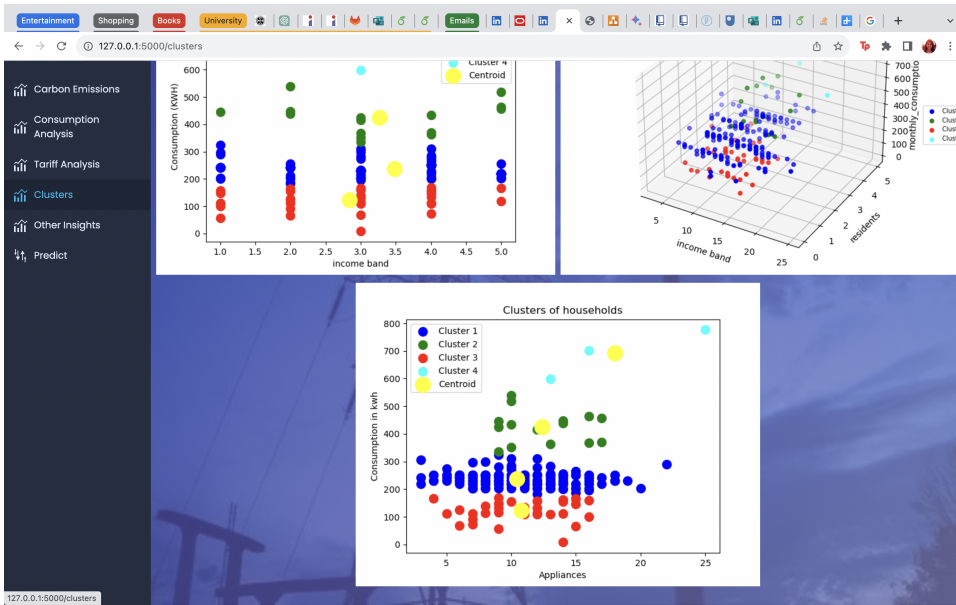 Entertainment
Shopping
Books
University
Emails
127.0.0.1:5000/clusters
Carbon Emissions
Consumption
Analysis
Tariff Analysis
Clusters
Other Insights
Predict
Cluster 4
Centroid
Consumption (KWH)
600
500
400
300
200
100
0
1.0 1.5 2.0 2.5 3.0 3.5 4.0 4.5 5.0
income band
700
600
500
400
300
200
100
0
monthly_consumptio
5 10 15 20 25
income band
0 1 2 3 4 5
residents
Clus
Clus
Clus
Clus
Clusters of households
Cluster 1
Cluster 2
Cluster 3
Cluster 4
Centroid
Consumption in kwh
800
700
600
500
400
300
200
100
0
5 10 15 20 25
Appliances
127.0.0.1:5000/clusters